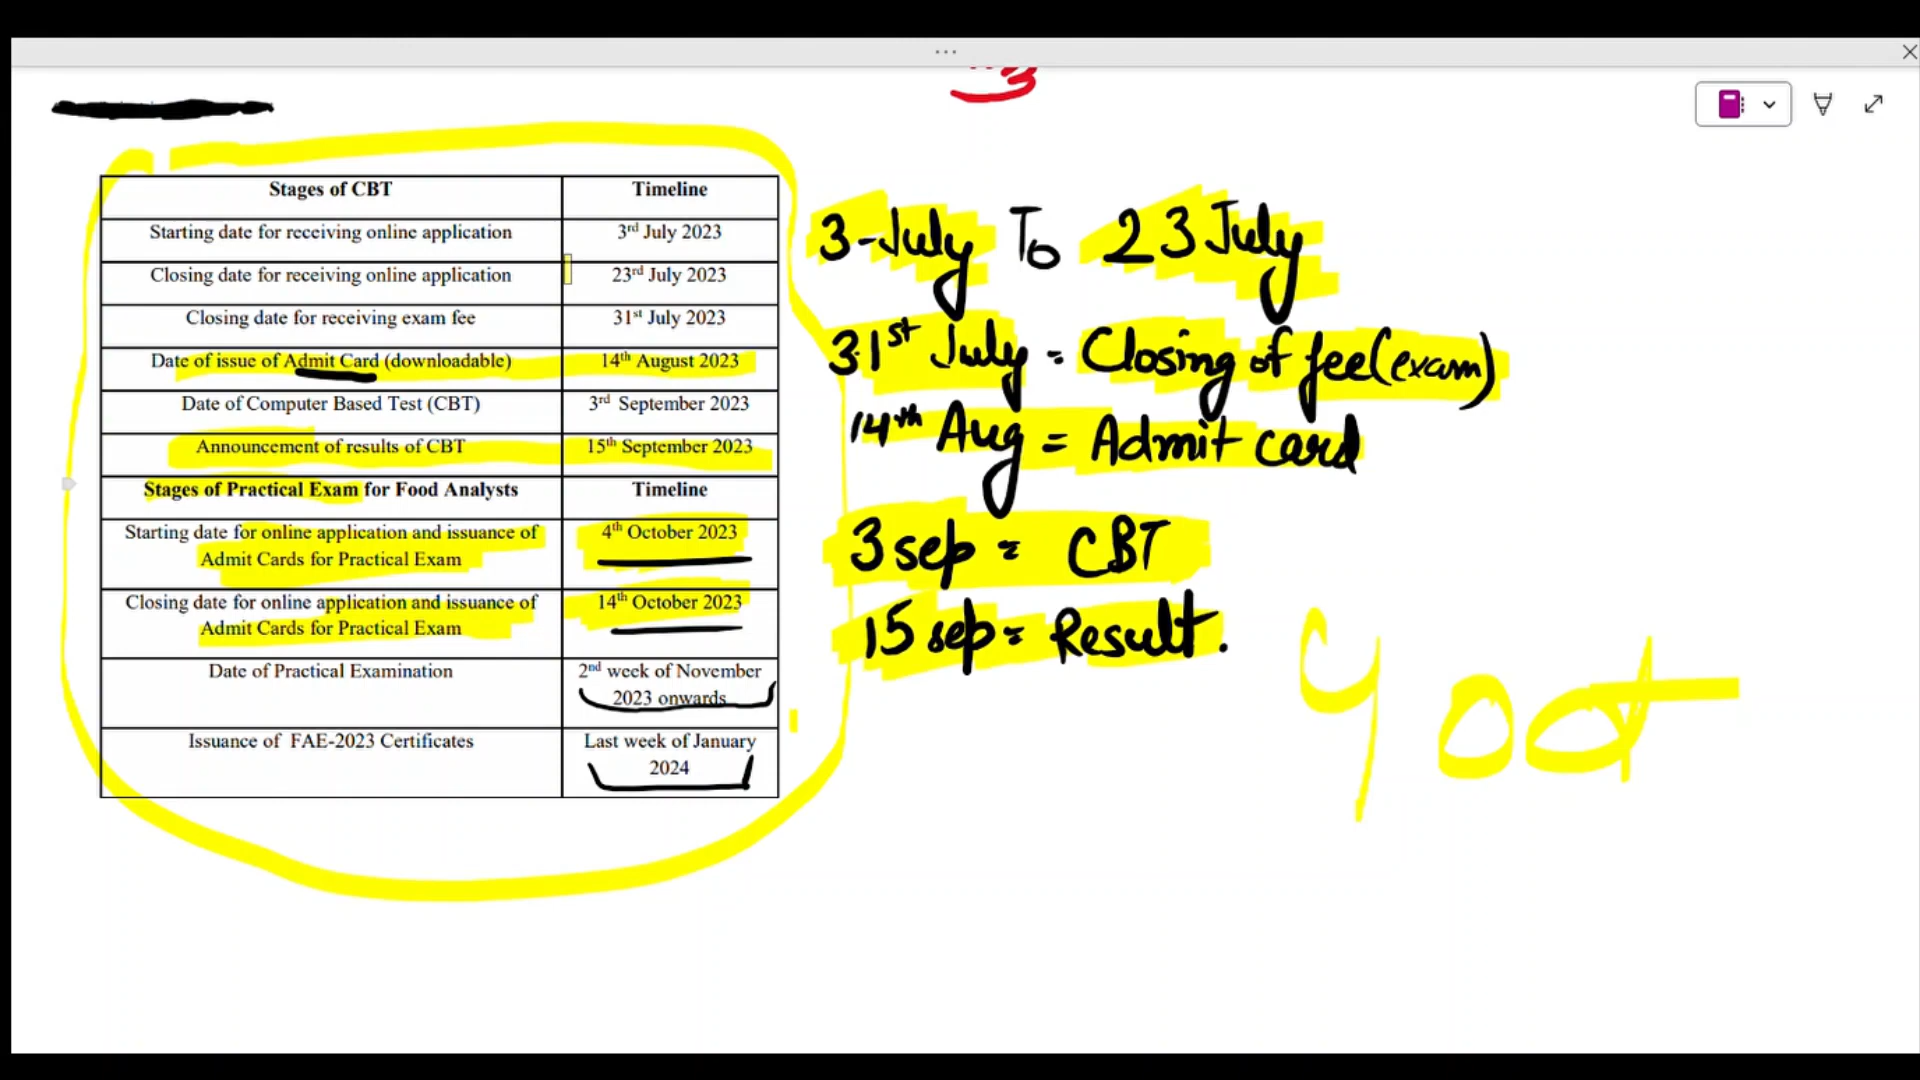 Stages of CBT Timeline
Starting date for receiving online application 3rd July 2023
Closing date for receiving online application 23rd July 2023
Closing date for receiving exam fee 31st July 2023
Date of issue of Admit Card (downloadable) 14th August 2023
Date of Computer Based Test (CBT) 3rd September 2023
Announcement of results of CBT 15th September 2023
Stages of Practical Exam for Food Analysts Timeline
Starting date for online application and issuance of
Admit Cards for Practical Exam
4th October 2023
Closing date for online application and issuance of
Admit Cards for Practical Exam
14th October 2023
Date of Practical Examination
2nd week of November
2023 onwards
Issuance of FAE-2023 Certificates
Last week of January
2024
3-July To 23 July
31st July = Closing of fee (exam)
14th Aug = Admit card
3 sep = CBT
15 sep = Result.
4 oct